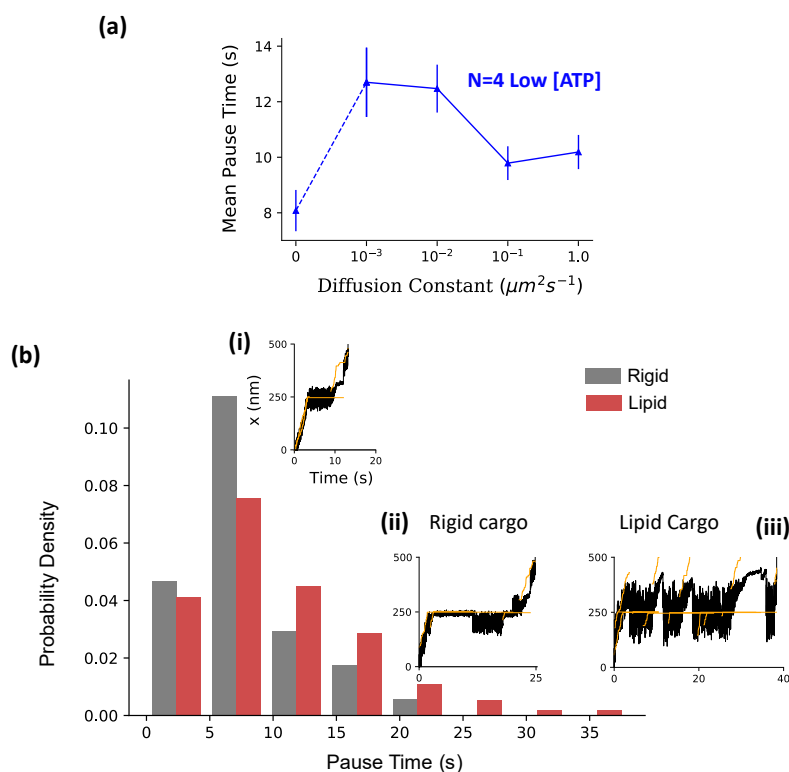 (a)
Mean Pause Time (s)
14
12
10
8
N=4 Low [ATP]
0 10⁻³ 10⁻² 10⁻¹ 1.0
Diffusion Constant (μm²s⁻¹)
(b)
Probability Density
0.10
0.08
0.06
0.04
0.02
0.00
0 5 10 15 20 25 30 35
Pause Time (s)
(i)
x (nm)
500
250
0
0 10 20
Time (s)
Rigid
Lipid
(ii) Rigid cargo
500
250
0
0 25
Lipid Cargo (iii)
500
250
0
0 20 40